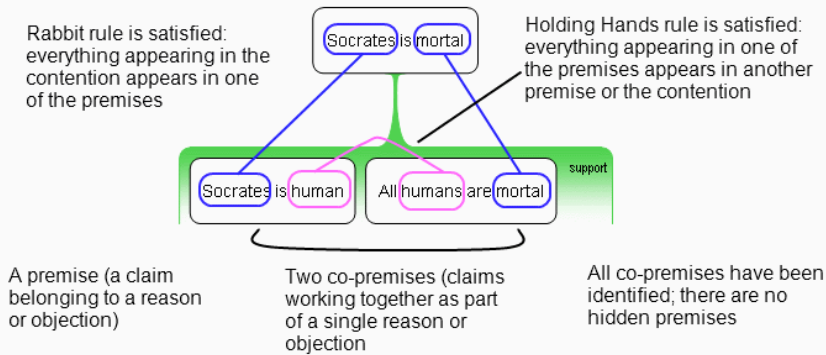 Rabbit rule is satisfied:
everything appearing in the
contention appears in one
of the premises
Socrates is mortal
Holding Hands rule is satisfied:
everything appearing in one of
the premises appears in another
premise or the contention
Socrates is human
All humans are mortal
support
A premise (a claim
belonging to a reason
or objection)
Two co-premises (claims
working together as part
of a single reason or
objection
All co-premises have been
identified; there are no
hidden premises